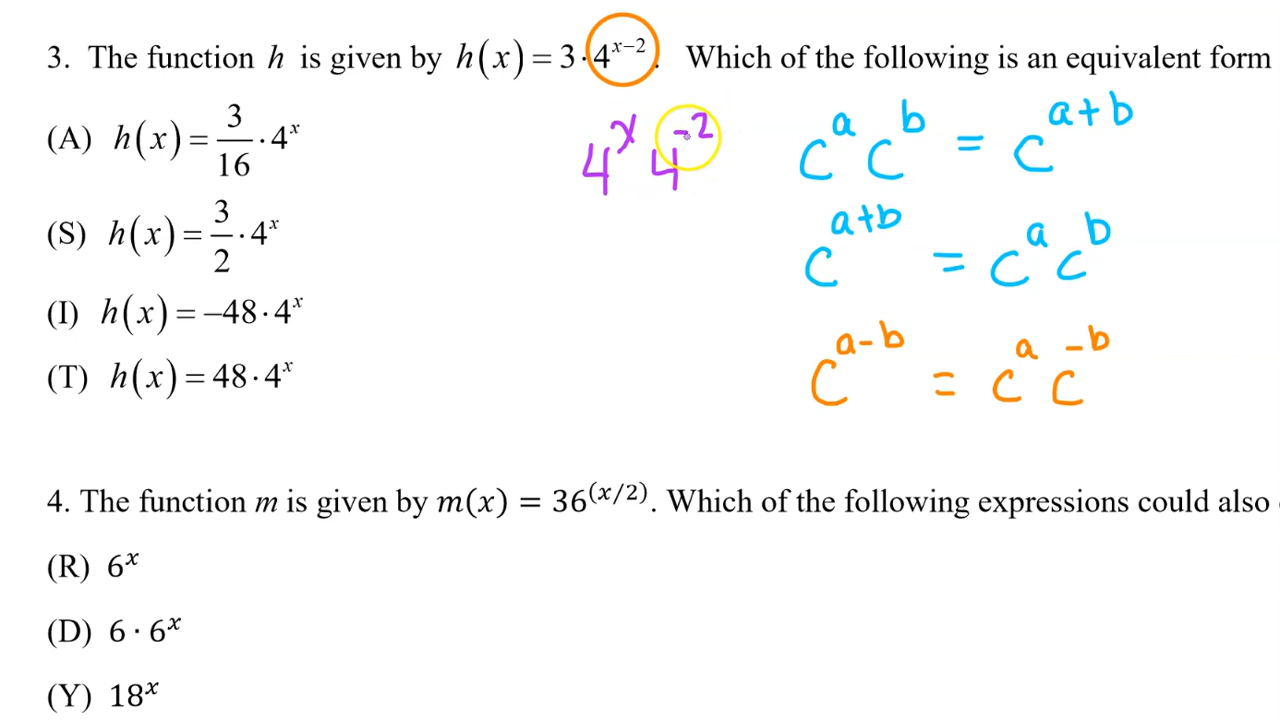 3. The function h is given by h(x) = 3 · 4^{x−2}. Which of the following is an equivalent form
(A) h(x) = 3/16 · 4^x
4^x 4^{-2}
c^a c^b = c^{a+b}
(S) h(x) = 3/2 · 4^x
c^{a+b} = c^a c^b
(I) h(x) = −48 · 4^x
(T) h(x) = 48 · 4^x
c^{a-b} = c^a c^{-b}
4. The function m is given by m(x) = 36^{(x/2)}. Which of the following expressions could also
(R) 6^x
(D) 6 · 6^x
(Y) 18^x